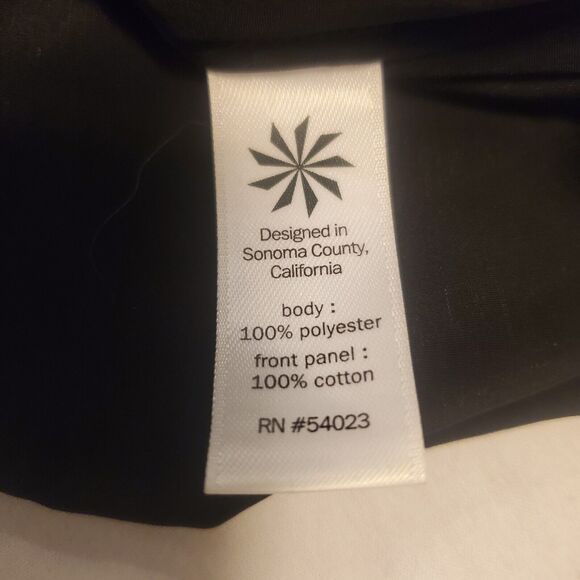 Designed in
Sonoma County,
California
body :
100% polyester
front panel :
100% cotton
RN #54023